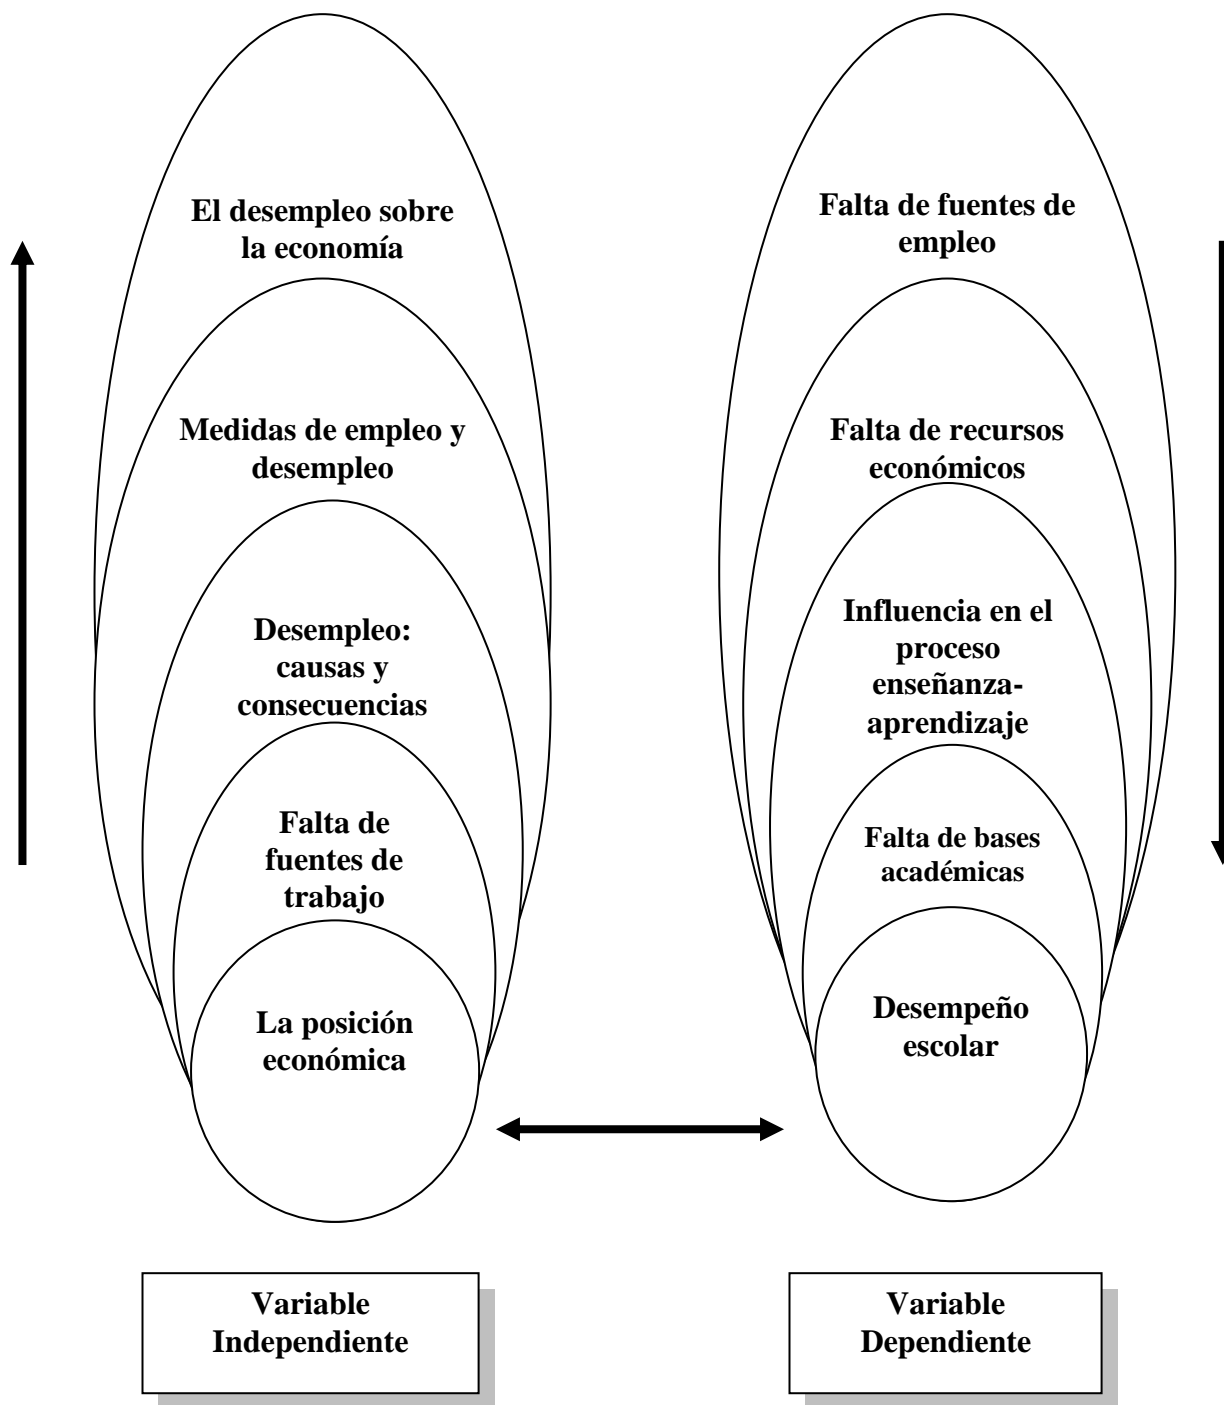 El desempleo sobre
la economía
Medidas de empleo y
desempleo
Desempleo:
causas y
consecuencias
Falta de
fuentes de
trabajo
La posición
económica
Variable
Independiente
Falta de fuentes de
empleo
Falta de recursos
económicos
Influencia en el
proceso
enseñanza-
aprendizaje
Falta de bases
académicas
Desempeño
escolar
Variable
Dependiente